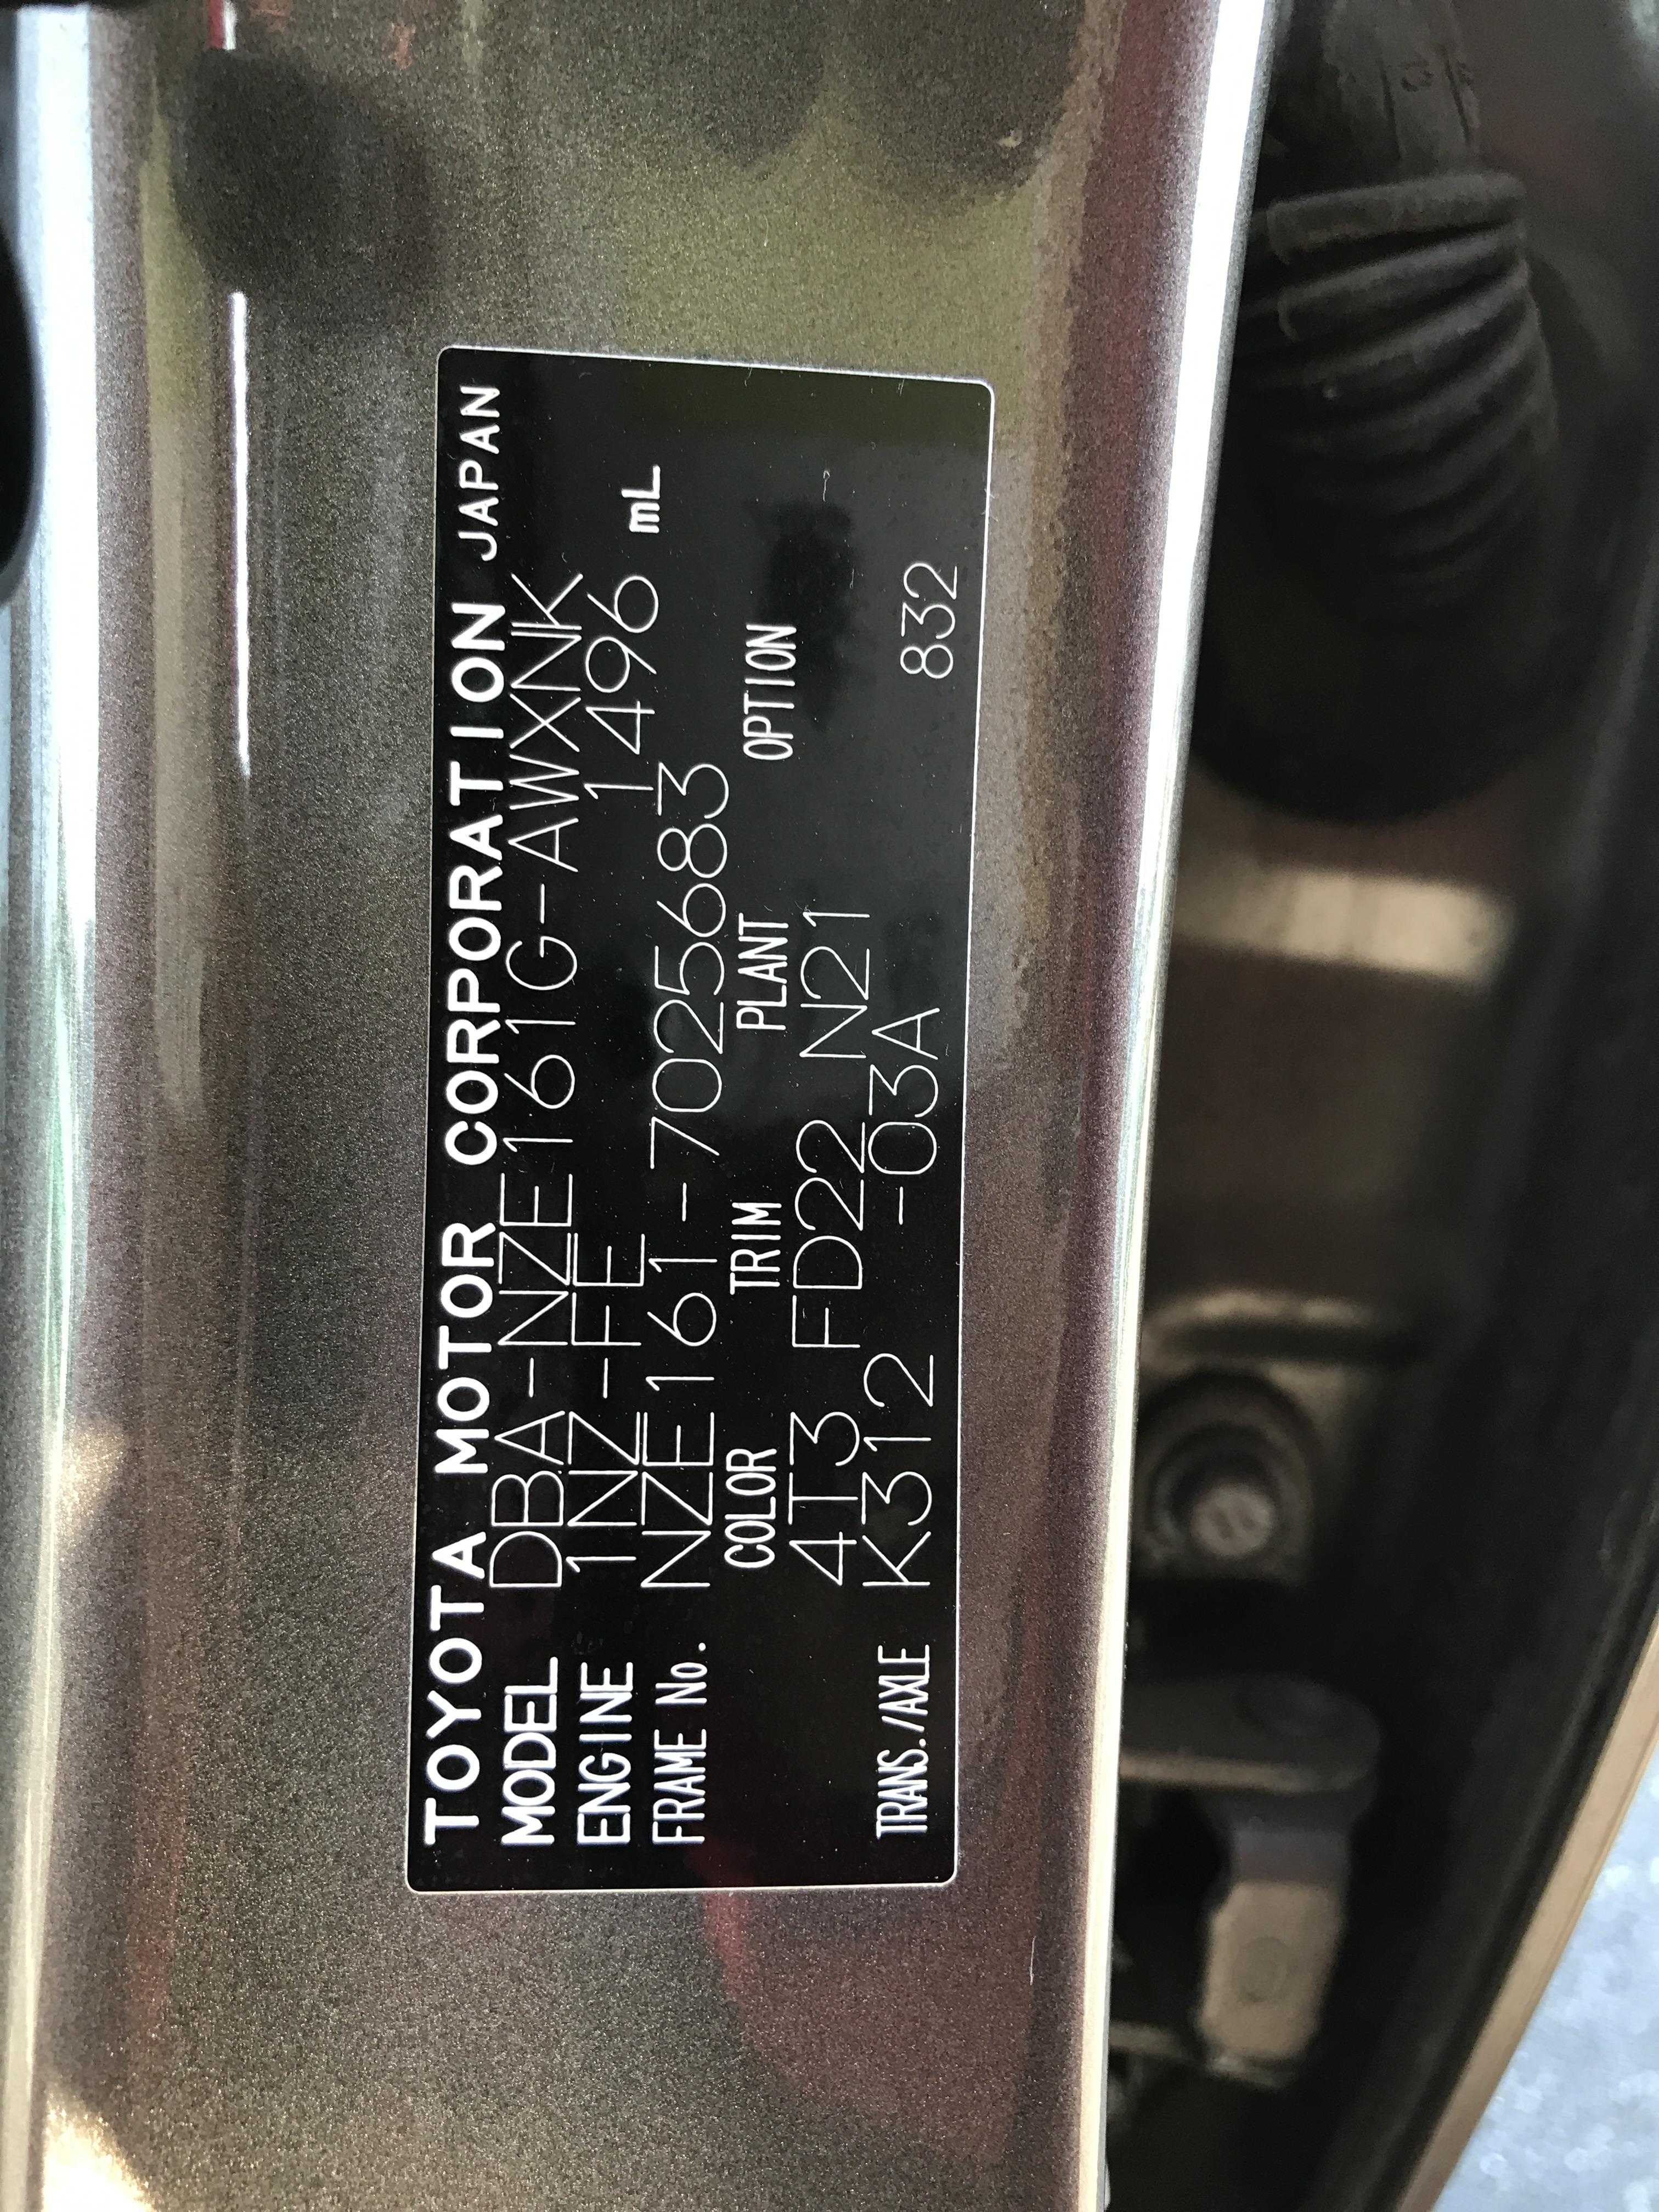 TOYOTA MOTOR CORPORATION JAPAN
MODEL DBA-NZE161G-AWXNK
ENGINE 1NZ-FE 1496 mL
FRAME No. NZE161-7025683
COLOR TRIM PLANT OPTION
4T3 FD22 N21
TRANS./AXLE K312 -03A 832